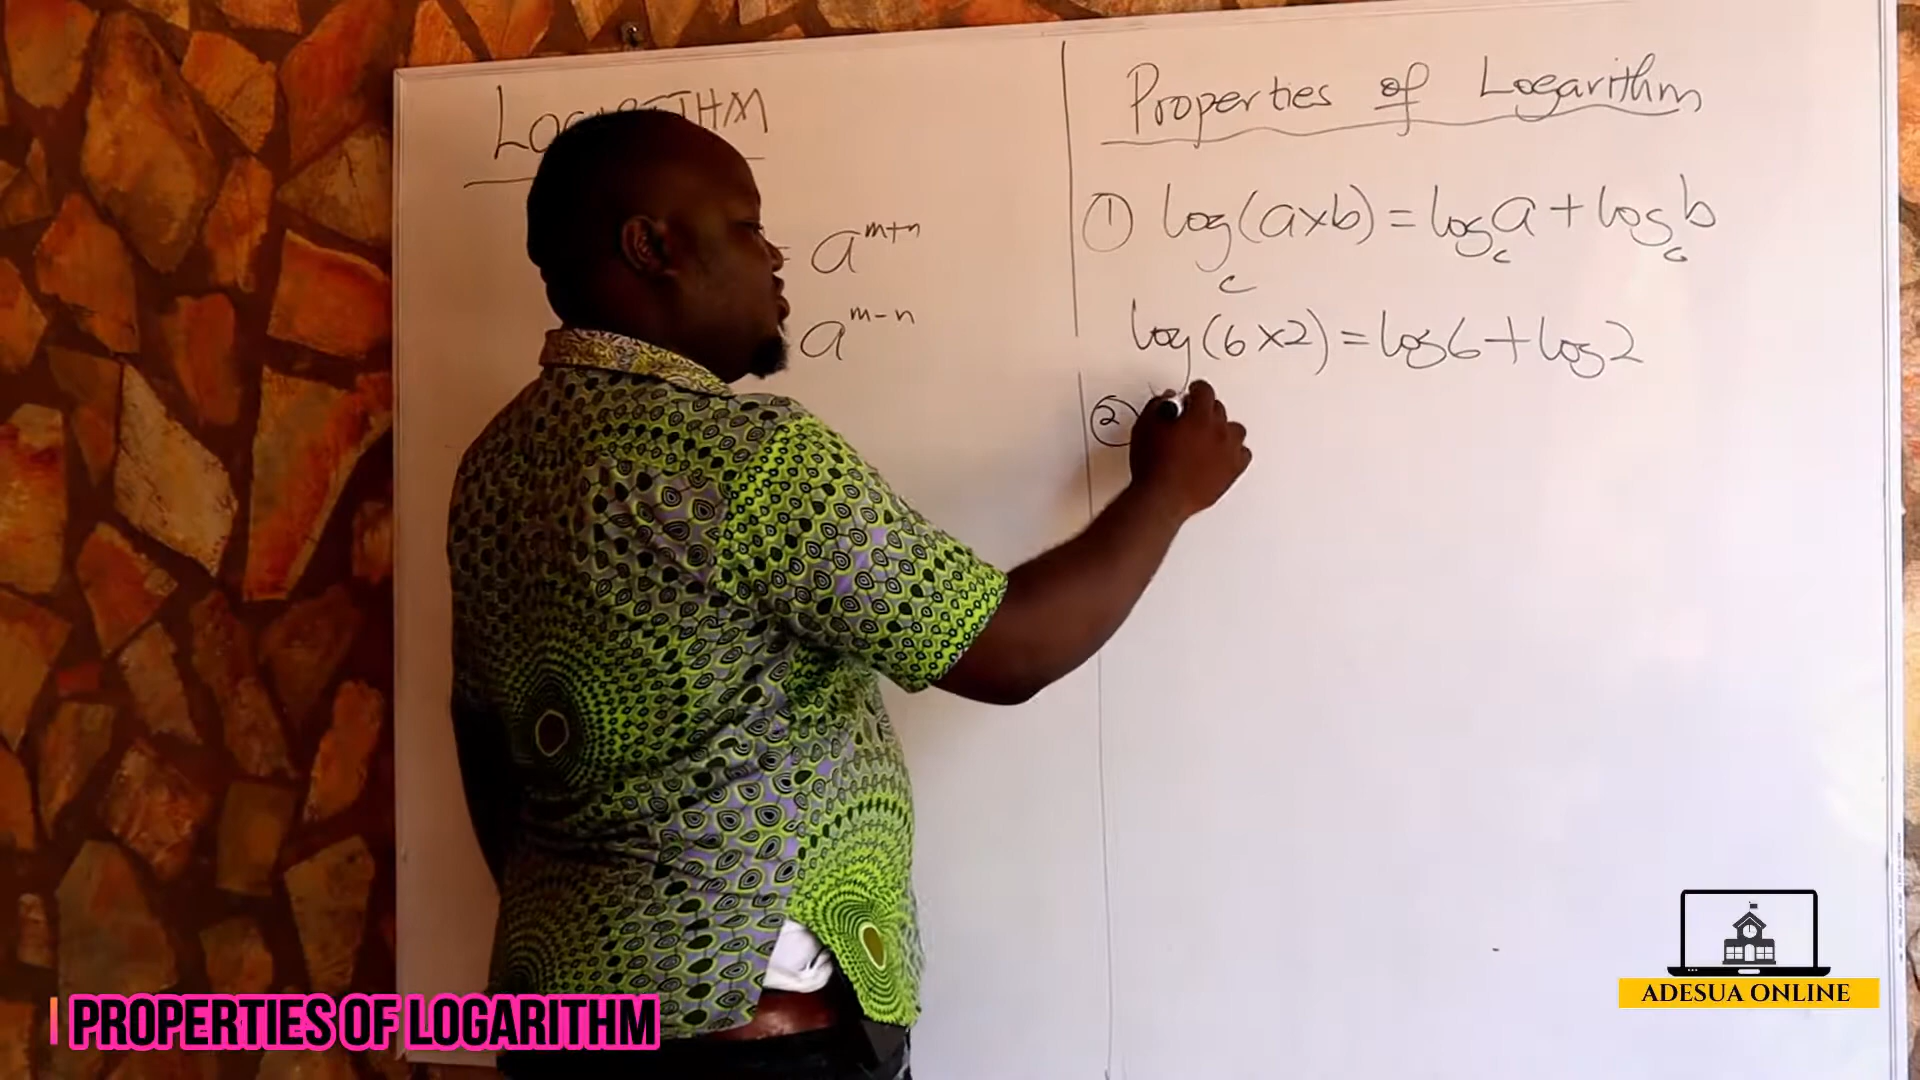 = a^{m+n}
a^{m-n}
Properties of Logarithm
① log_c(a×b) = log_c a + log_c b
log(6×2) = log6 + log2
②
ADESUA ONLINE
PROPERTIES OF LOGARITHM